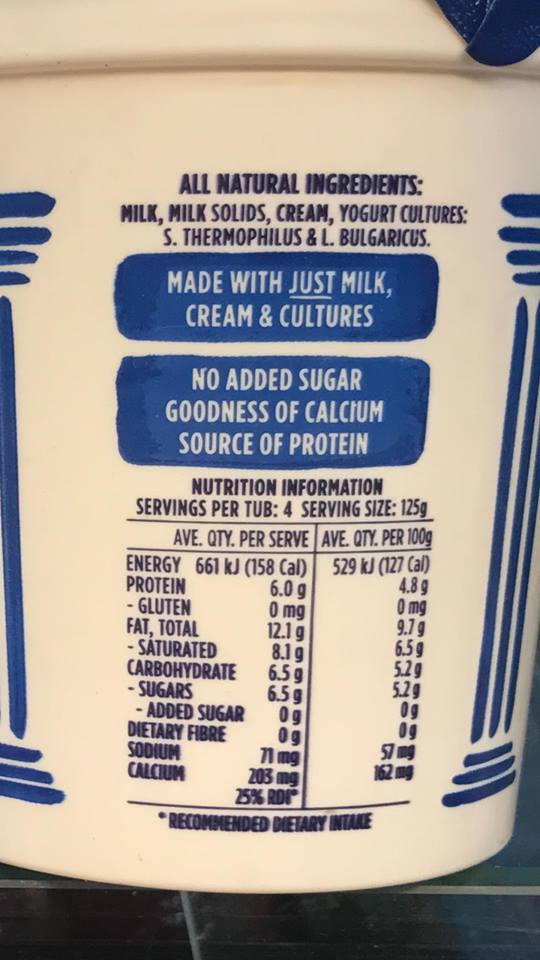 ALL NATURAL INGREDIENTS:
MILK, MILK SOLIDS, CREAM, YOGURT CULTURES:
S. THERMOPHILUS & L. BULGARICUS.
MADE WITH JUST MILK,
CREAM & CULTURES
NO ADDED SUGAR
GOODNESS OF CALCIUM
SOURCE OF PROTEIN
NUTRITION INFORMATION
SERVINGS PER TUB: 4 SERVING SIZE: 125g
AVE. QTY. PER SERVE AVE. QTY. PER 100g
ENERGY 661 kJ (158 Cal) 529 kJ (127 Cal)
PROTEIN 6.0 g 4.8 g
- GLUTEN 0 mg 0 mg
FAT, TOTAL 12.1 g 9.7 g
- SATURATED 8.1 g 6.5 g
CARBOHYDRATE 6.5 g 5.2 g
- SUGARS 6.5 g 5.2 g
- ADDED SUGAR 0 g 0 g
DIETARY FIBRE 0 g 0 g
SODIUM 71 mg 57 mg
CALCIUM 203 mg 162 mg
25% RDI*
* RECOMMENDED DIETARY INTAKE